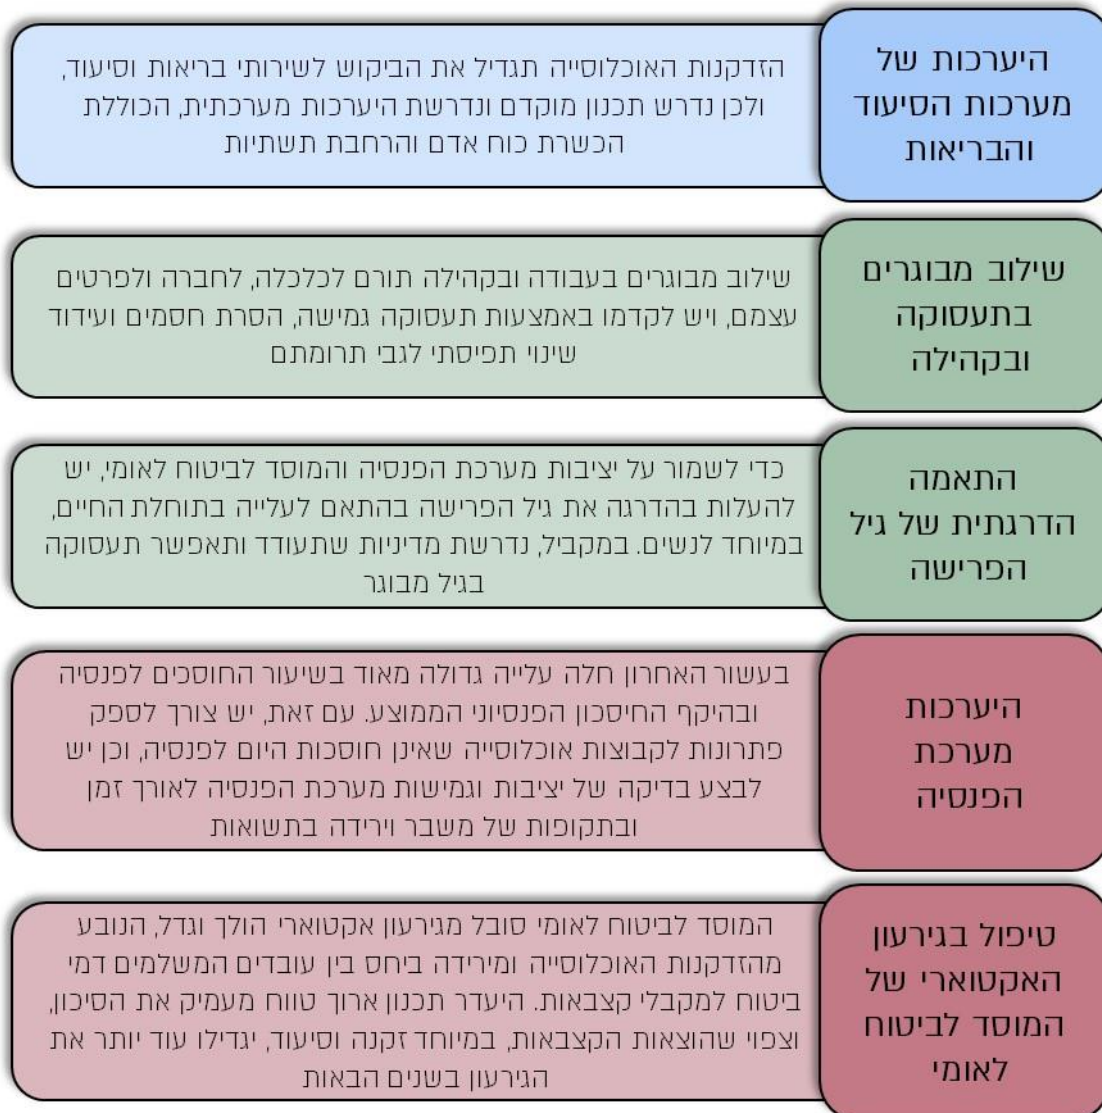 היערכות של
מערכות הסיעוד
והבריאות
הזדקנות האוכלוסייה תגדיל את הביקוש לשירותי בריאות וסיעוד,
ולכן נדרש תכנון מוקדם ונדרשת היערכות מערכתית, הכוללת
הכשרת כוח אדם והרחבת תשתיות
שילוב מבוגרים
בתעסוקה
ובקהילה
שילוב מבוגרים בעבודה ובקהילה תורם לכלכלה, לחברה ולפרטים
עצמם, ויש לקדמו באמצעות תעסוקה גמישה, הסרת חסמים ועידוד
שינוי תפיסתי לגבי תרומתם
התאמה
הדרגתית של גיל
הפרישה
כדי לשמור על יציבות מערכת הפנסיה והמוסד לביטוח לאומי, יש
להעלות בהדרגה את גיל הפרישה בהתאם לעלייה בתוחלת החיים,
במיוחד לנשים. במקביל, נדרשת מדיניות שתעודד ותאפשר תעסוקה
בגיל מבוגר
היערכות
מערכת
הפנסיה
בעשור האחרון חלה עלייה גדולה מאוד בשיעור החוסכים לפנסיה
ובהיקף החיסכון הפנסיוני הממוצע. עם זאת, יש צורך לספק
פתרונות לקבוצות אוכלוסייה שאינן חוסכות היום לפנסיה, וכן יש
לבצע בדיקה של יציבות וגמישות מערכת הפנסיה לאורך זמן
ובתקופות של משבר וירידה בתשואות
טיפול בגירעון
האקטוארי של
המוסד לביטוח
לאומי
המוסד לביטוח לאומי סובל מגירעון אקטוארי הולך וגדל, הנובע
מהזדקנות האוכלוסייה ומירידה ביחס בין עובדים המשלמים דמי
ביטוח למקבלי קצבאות. היעדר תכנון ארוך טווח מעמיק את הסיכון,
וצפוי שהוצאות הקצבאות, במיוחד זקנה וסיעוד, יגדילו עוד יותר את
הגירעון בשנים הבאות